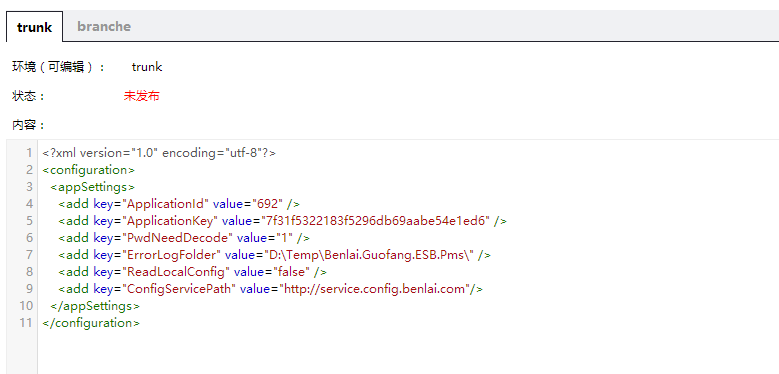 trunk branche
环境（可编辑）： trunk
状态： 未发布
内容：
1 <?xml version="1.0" encoding="utf-8"?>
2 <configuration>
3 <appSettings>
4 <add key="ApplicationId" value="692" />
5 <add key="ApplicationKey" value="7f31f5322183f5296db69aabe54e1ed6" />
6 <add key="PwdNeedDecode" value="1" />
7 <add key="ErrorLogFolder" value="D:\Temp\Benlai.Guofang.ESB.Pms\" />
8 <add key="ReadLocalConfig" value="false" />
9 <add key="ConfigServicePath" value="http://service.config.benlai.com"/>
10 </appSettings>
11 </configuration>